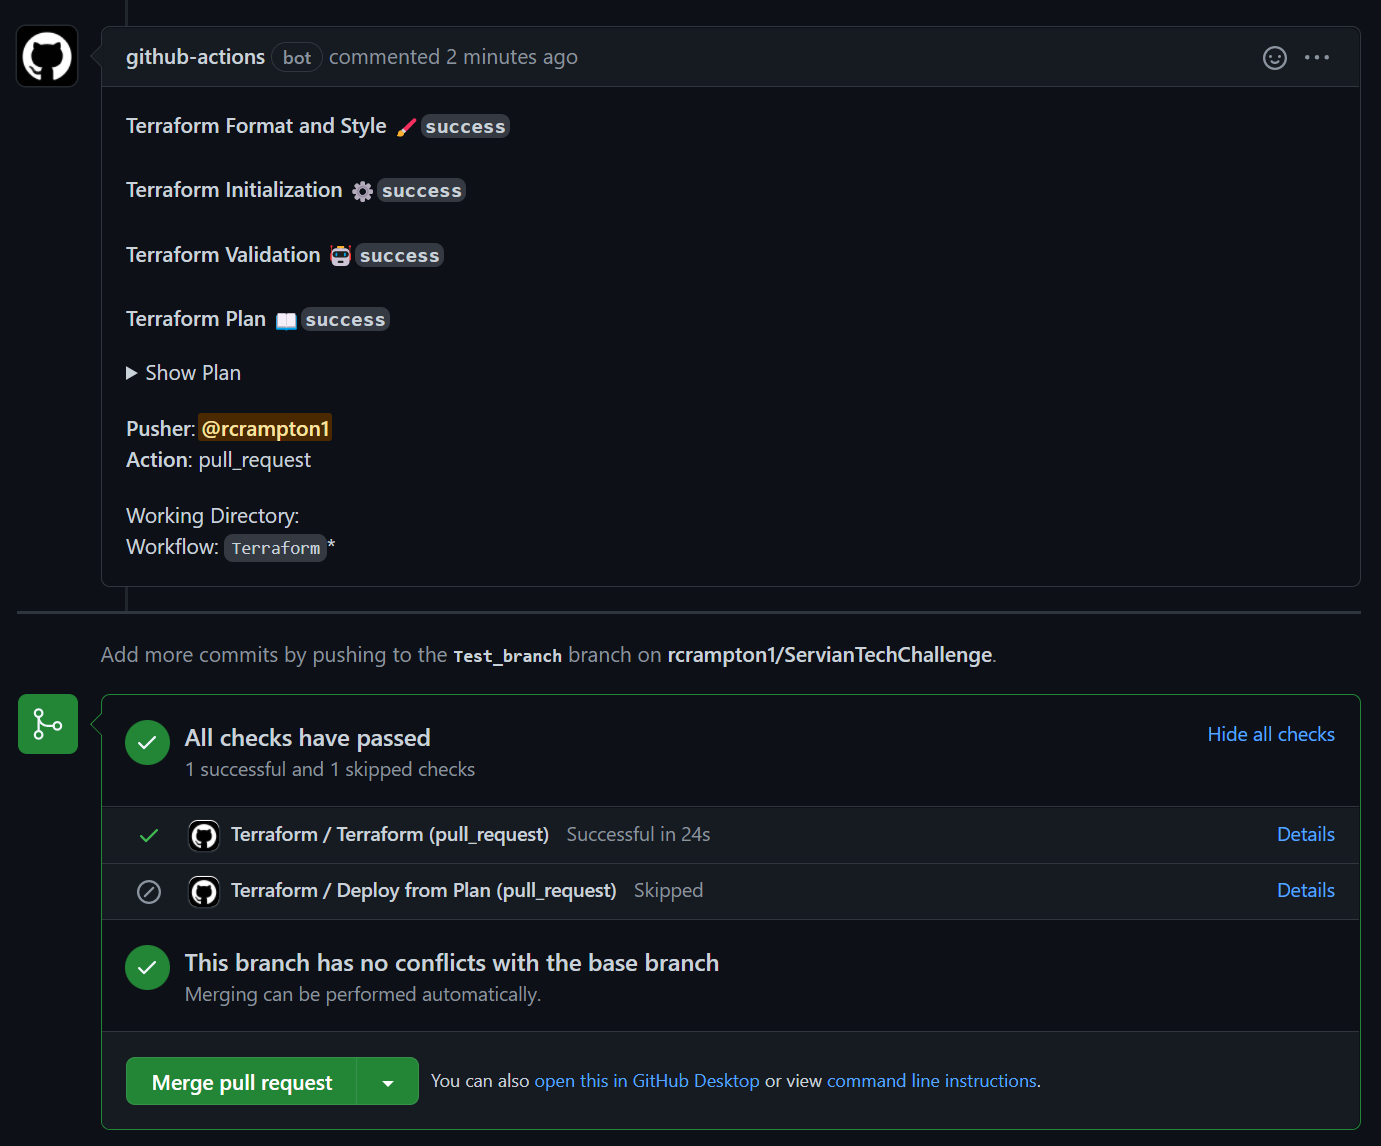 github-actions bot commented 2 minutes ago
Terraform Format and Style 🖌 success
Terraform Initialization ⚙ success
Terraform Validation 🤖 success
Terraform Plan 📖 success
▶ Show Plan
Pusher: @rcrampton1
Action: pull_request
Working Directory:
Workflow: Terraform*
Add more commits by pushing to the Test_branch branch on rcrampton1/ServianTechChallenge.
All checks have passed
Hide all checks
1 successful and 1 skipped checks
Terraform / Terraform (pull_request) Successful in 24s Details
Terraform / Deploy from Plan (pull_request) Skipped Details
This branch has no conflicts with the base branch
Merging can be performed automatically.
Merge pull request You can also open this in GitHub Desktop or view command line instructions.